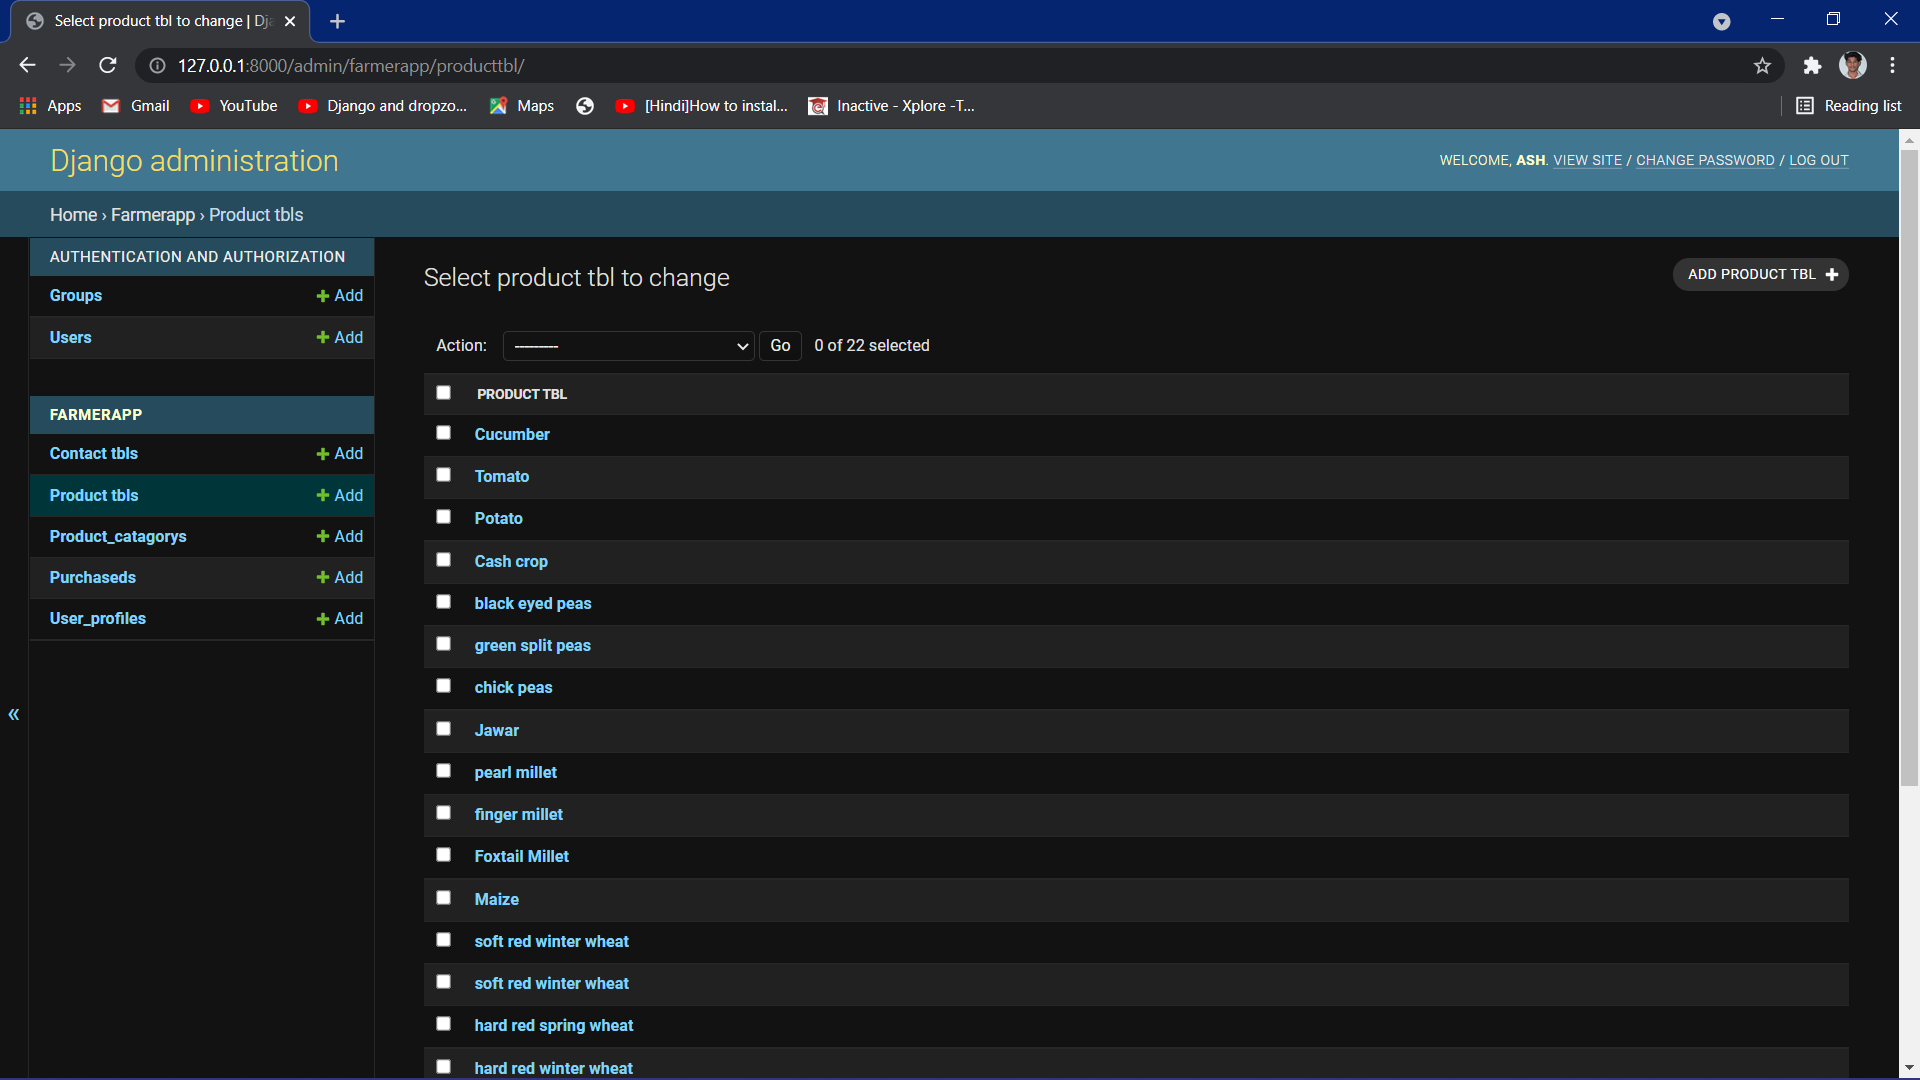 Select product tbl to change | Dj
127.0.0.1:8000/admin/farmerapp/producttbl/
Apps Gmail YouTube Django and dropzo... Maps [Hindi]How to instal... Inactive - Xplore -T... Reading list
Django administration
WELCOME, ASH. VIEW SITE / CHANGE PASSWORD / LOG OUT
Home › Farmerapp › Product tbls
AUTHENTICATION AND AUTHORIZATION
Groups Add
Users Add
FARMERAPP
Contact tbls Add
Product tbls Add
Product_catagorys Add
Purchaseds Add
User_profiles Add
«
Select product tbl to change
ADD PRODUCT TBL +
Action: --------- Go 0 of 22 selected
PRODUCT TBL
Cucumber
Tomato
Potato
Cash crop
black eyed peas
green split peas
chick peas
Jawar
pearl millet
finger millet
Foxtail Millet
Maize
soft red winter wheat
soft red winter wheat
hard red spring wheat
hard red winter wheat